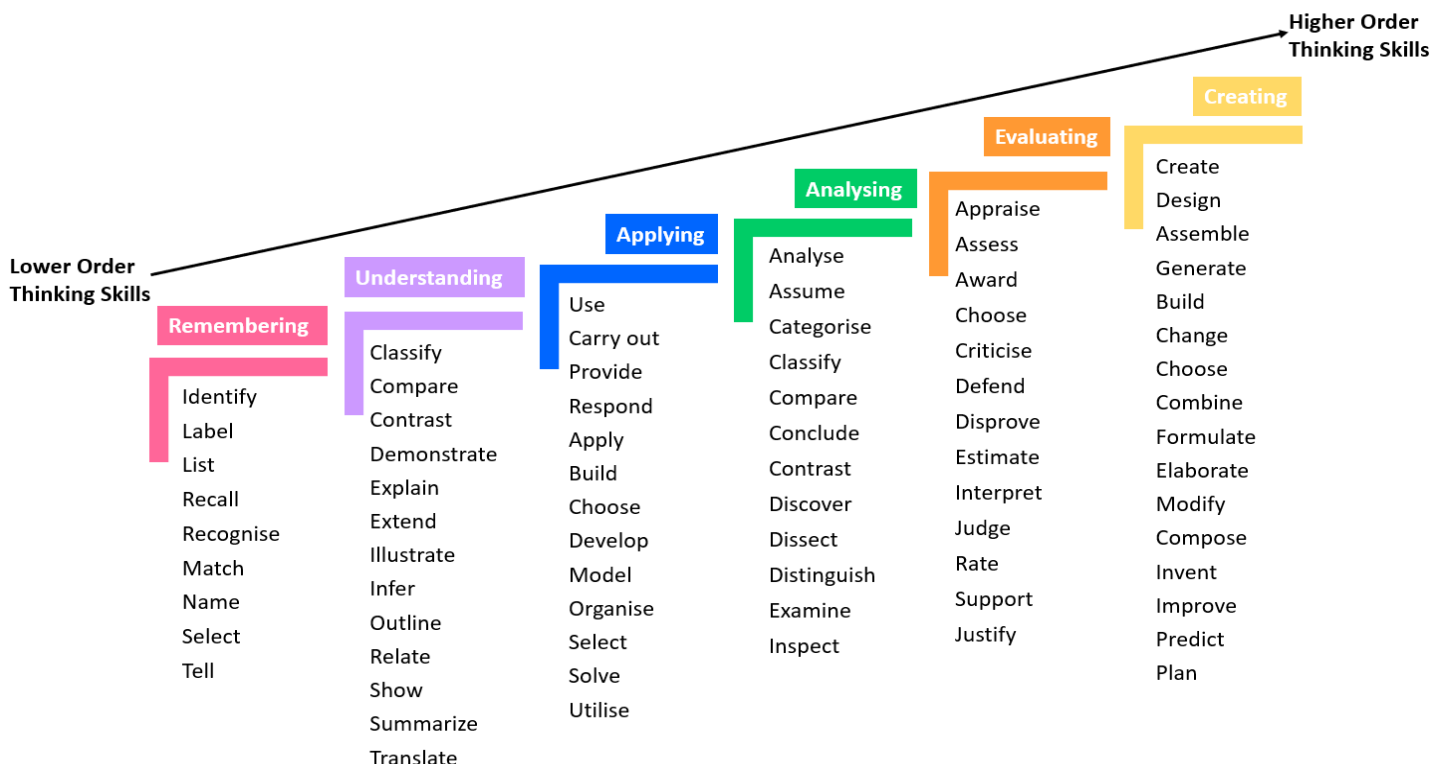 Higher Order
Thinking Skills
Lower Order
Thinking Skills
Remembering
Identify
Label
List
Recall
Recognise
Match
Name
Select
Tell
Understanding
Classify
Compare
Contrast
Demonstrate
Explain
Extend
Illustrate
Infer
Outline
Relate
Show
Summarize
Translate
Applying
Use
Carry out
Provide
Respond
Apply
Build
Choose
Develop
Model
Organise
Select
Solve
Utilise
Analysing
Analyse
Assume
Categorise
Classify
Compare
Conclude
Contrast
Discover
Dissect
Distinguish
Examine
Inspect
Evaluating
Appraise
Assess
Award
Choose
Criticise
Defend
Disprove
Estimate
Interpret
Judge
Rate
Support
Justify
Creating
Create
Design
Assemble
Generate
Build
Change
Choose
Combine
Formulate
Elaborate
Modify
Compose
Invent
Improve
Predict
Plan